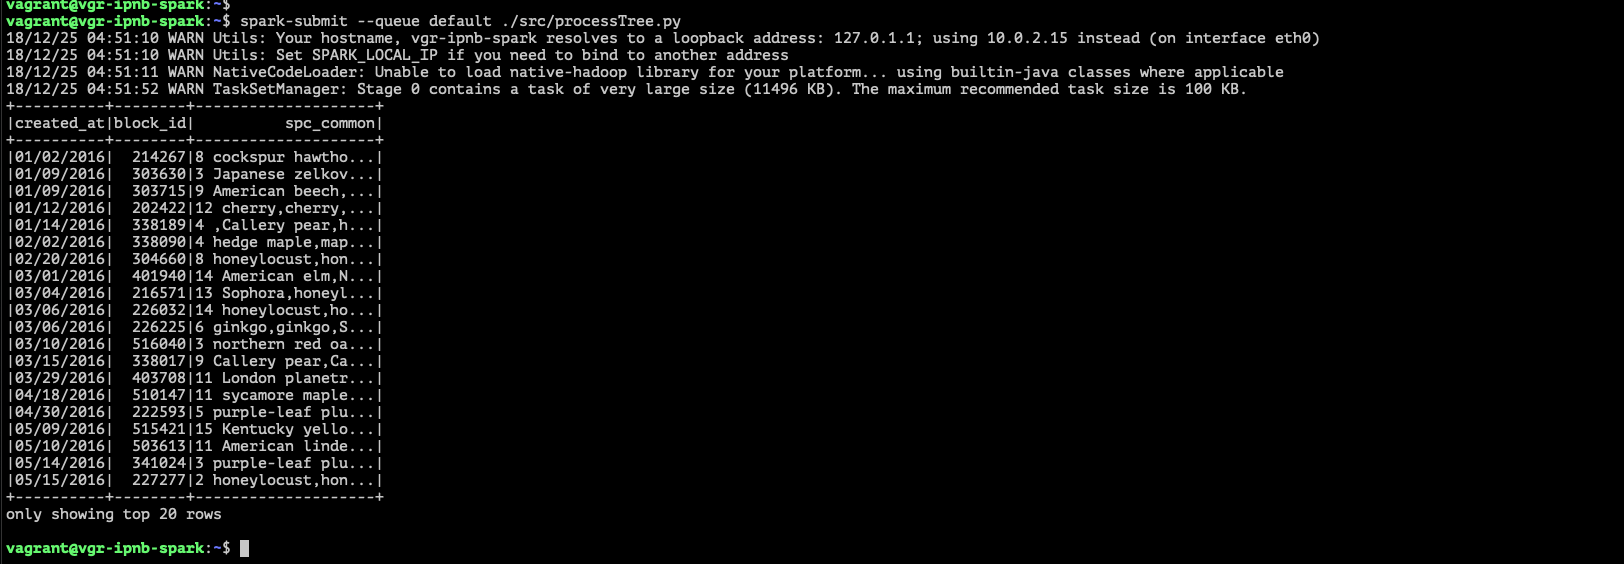 vagrant@vgr-ipnb-spark:~$
vagrant@vgr-ipnb-spark:~$ spark-submit --queue default ./src/processTree.py
18/12/25 04:51:10 WARN Utils: Your hostname, vgr-ipnb-spark resolves to a loopback address: 127.0.1.1; using 10.0.2.15 instead (on interface eth0)
18/12/25 04:51:10 WARN Utils: Set SPARK_LOCAL_IP if you need to bind to another address
18/12/25 04:51:11 WARN NativeCodeLoader: Unable to load native-hadoop library for your platform... using builtin-java classes where applicable
18/12/25 04:51:52 WARN TaskSetManager: Stage 0 contains a task of very large size (11496 KB). The maximum recommended task size is 100 KB.
+----------+--------+--------------------+
|created_at|block_id|          spc_common|
+----------+--------+--------------------+
|01/02/2016|  214267|8 cockspur hawtho...|
|01/09/2016|  303630|3 Japanese zelkov...|
|01/09/2016|  303715|9 American beech,...|
|01/12/2016|  202422|12 cherry,cherry,...|
|01/14/2016|  338189|4 ,Callery pear,h...|
|02/02/2016|  338090|4 hedge maple,map...|
|02/20/2016|  304660|8 honeylocust,hon...|
|03/01/2016|  401940|14 American elm,N...|
|03/04/2016|  216571|13 Sophora,honeyl...|
|03/06/2016|  226032|14 honeylocust,ho...|
|03/06/2016|  226225|6 ginkgo,ginkgo,S...|
|03/10/2016|  516040|3 northern red oa...|
|03/15/2016|  338017|9 Callery pear,Ca...|
|03/29/2016|  403708|11 London planetr...|
|04/18/2016|  510147|11 sycamore maple...|
|04/30/2016|  222593|5 purple-leaf plu...|
|05/09/2016|  515421|15 Kentucky yello...|
|05/10/2016|  503613|11 American linde...|
|05/14/2016|  341024|3 purple-leaf plu...|
|05/15/2016|  227277|2 honeylocust,hon...|
+----------+--------+--------------------+
only showing top 20 rows
vagrant@vgr-ipnb-spark:~$